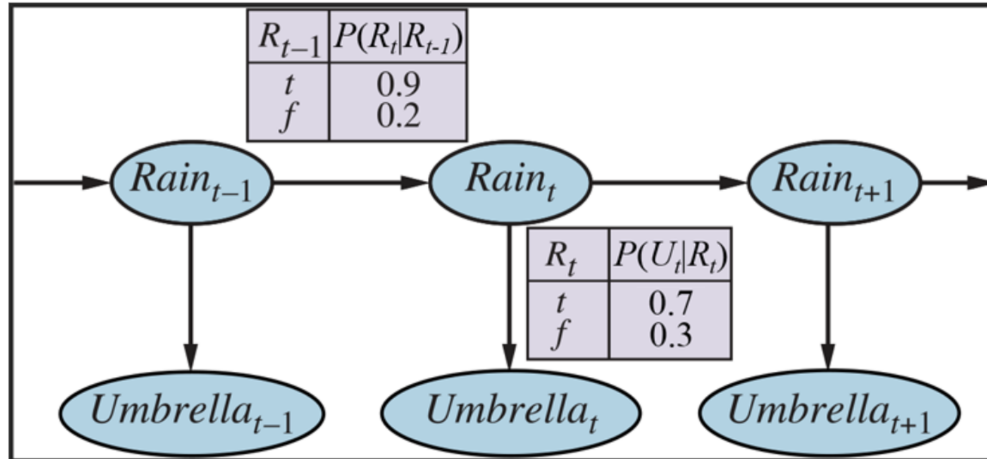 R_{t-1} P(R_t|R_{t-1})
t 0.9
f 0.2
Rain_{t-1} Rain_t Rain_{t+1}
R_t P(U_t|R_t)
t 0.7
f 0.3
Umbrella_{t-1} Umbrella_t Umbrella_{t+1}